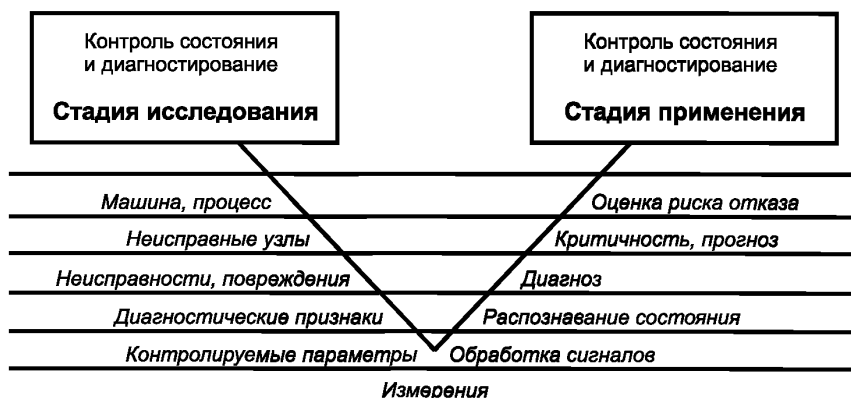 Контроль состояния
и диагностирование
Стадия исследования
Контроль состояния
и диагностирование
Стадия применения
Машина, процесс
Оценка риска отказа
Неисправные узлы
Критичность, прогноз
Неисправности, повреждения
Диагноз
Диагностические признаки
Распознавание состояния
Контролируемые параметры
Обработка сигналов
Измерения